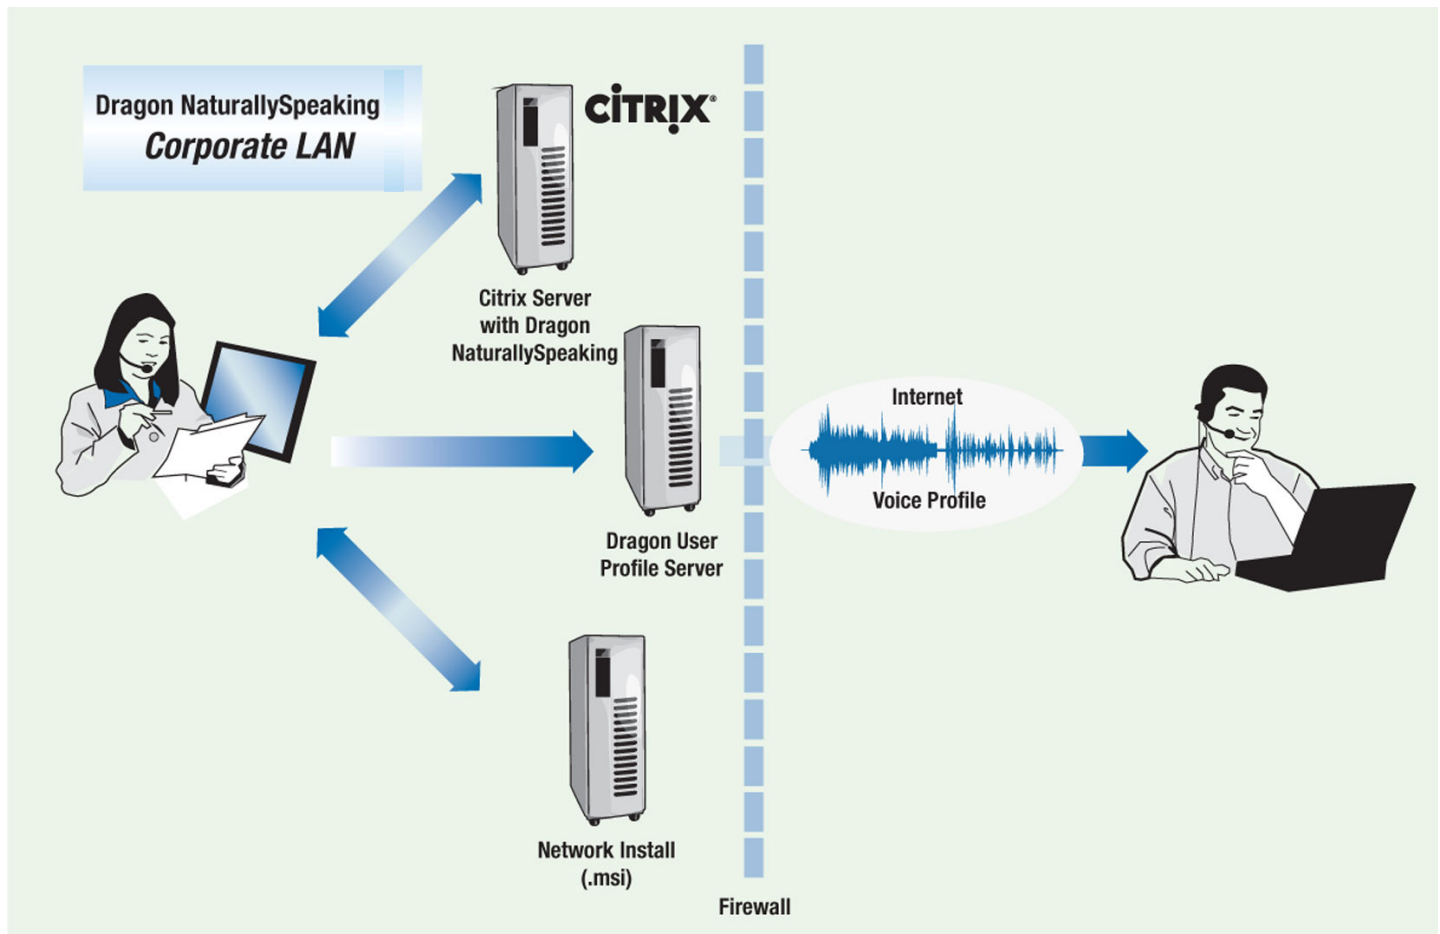 Dragon NaturallySpeaking
Corporate LAN
CiTRIX®
Citrix Server
with Dragon
NaturallySpeaking
Internet
Voice Profile
Dragon User
Profile Server
Network Install
(.msi)
Firewall